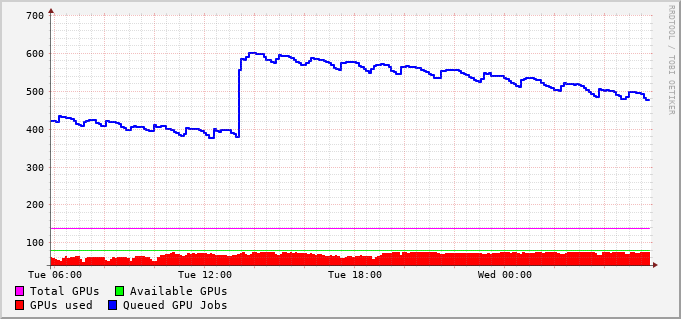 RRDTOOL / TOBI OETIKER
700
600
500
400
300
200
100
Tue 06:00 Tue 12:00 Tue 18:00 Wed 00:00
Total GPUs Available GPUs
GPUs used Queued GPU Jobs